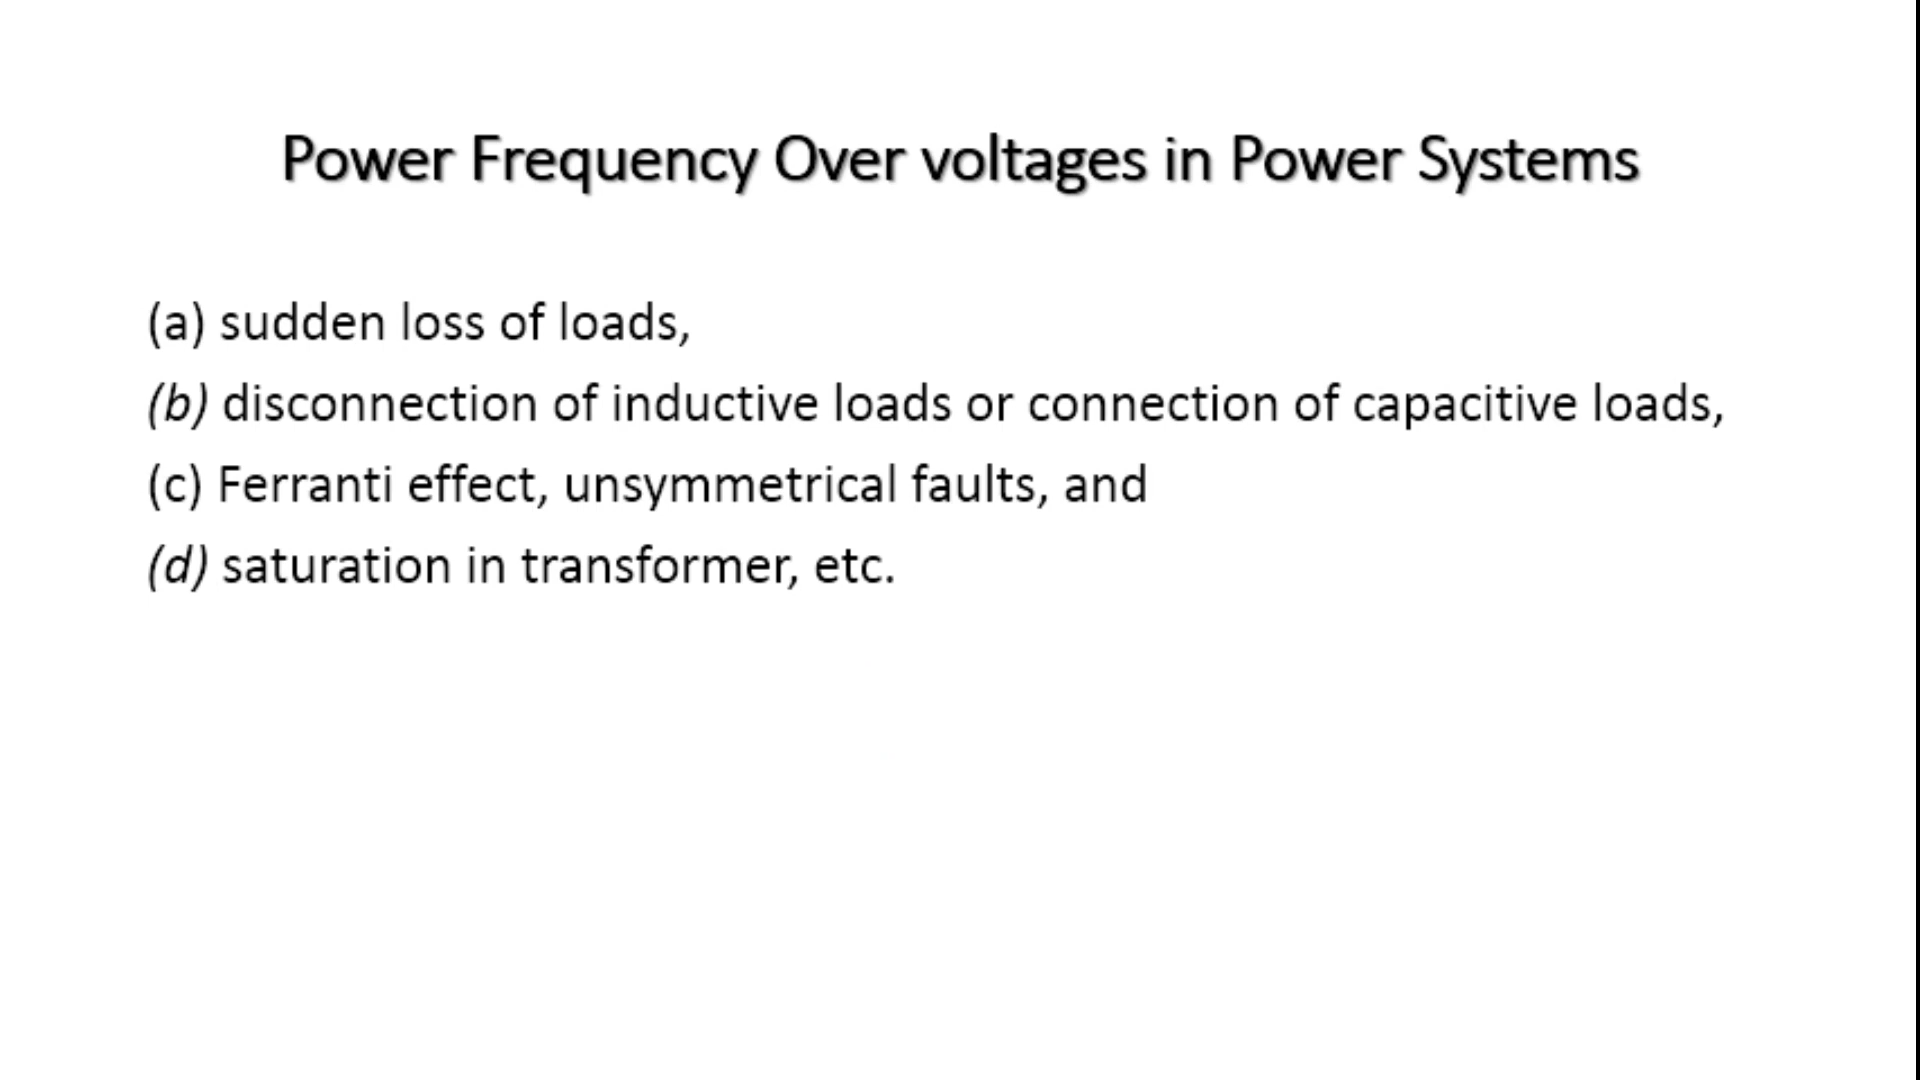 Power Frequency Over voltages in Power Systems
(a) sudden loss of loads,
(b) disconnection of inductive loads or connection of capacitive loads,
(c) Ferranti effect, unsymmetrical faults, and
(d) saturation in transformer, etc.